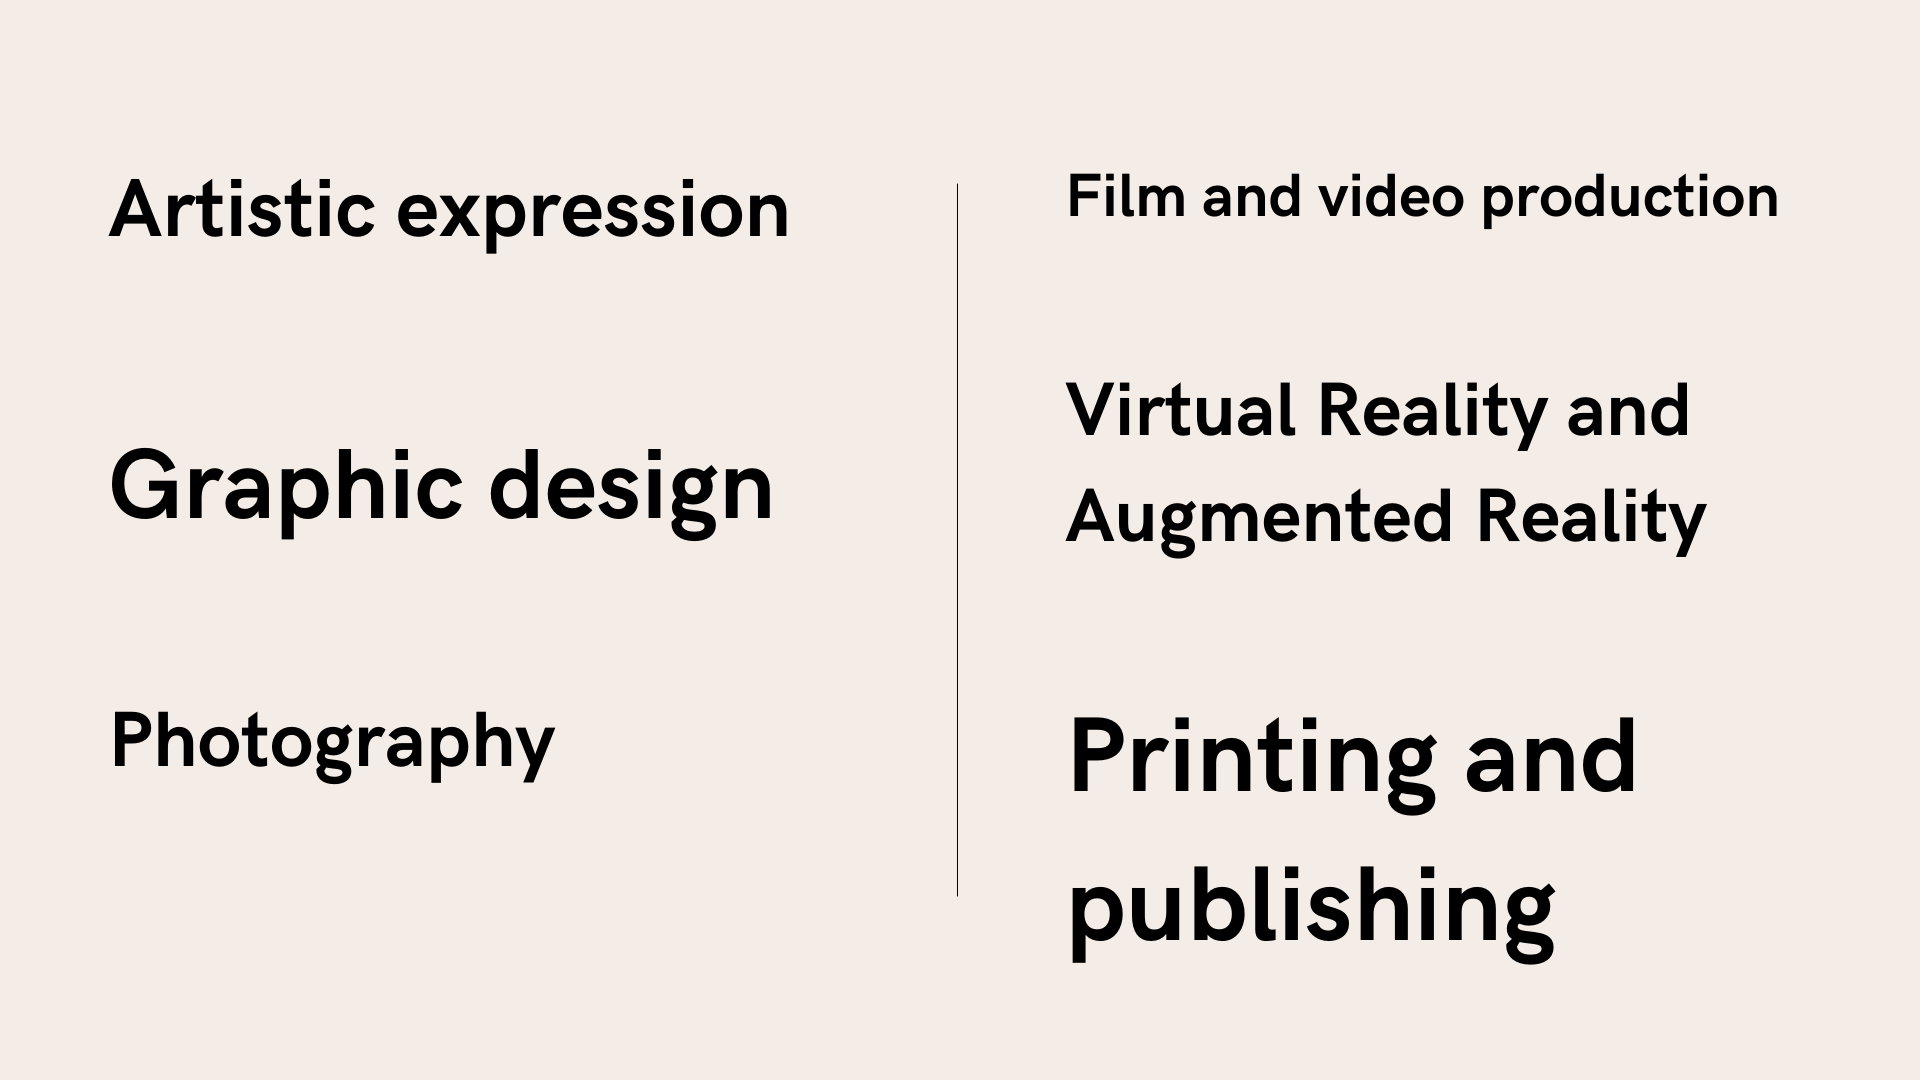 Artistic expression
Graphic design
Photography
Film and video production
Virtual Reality and
Augmented Reality
Printing and
publishing